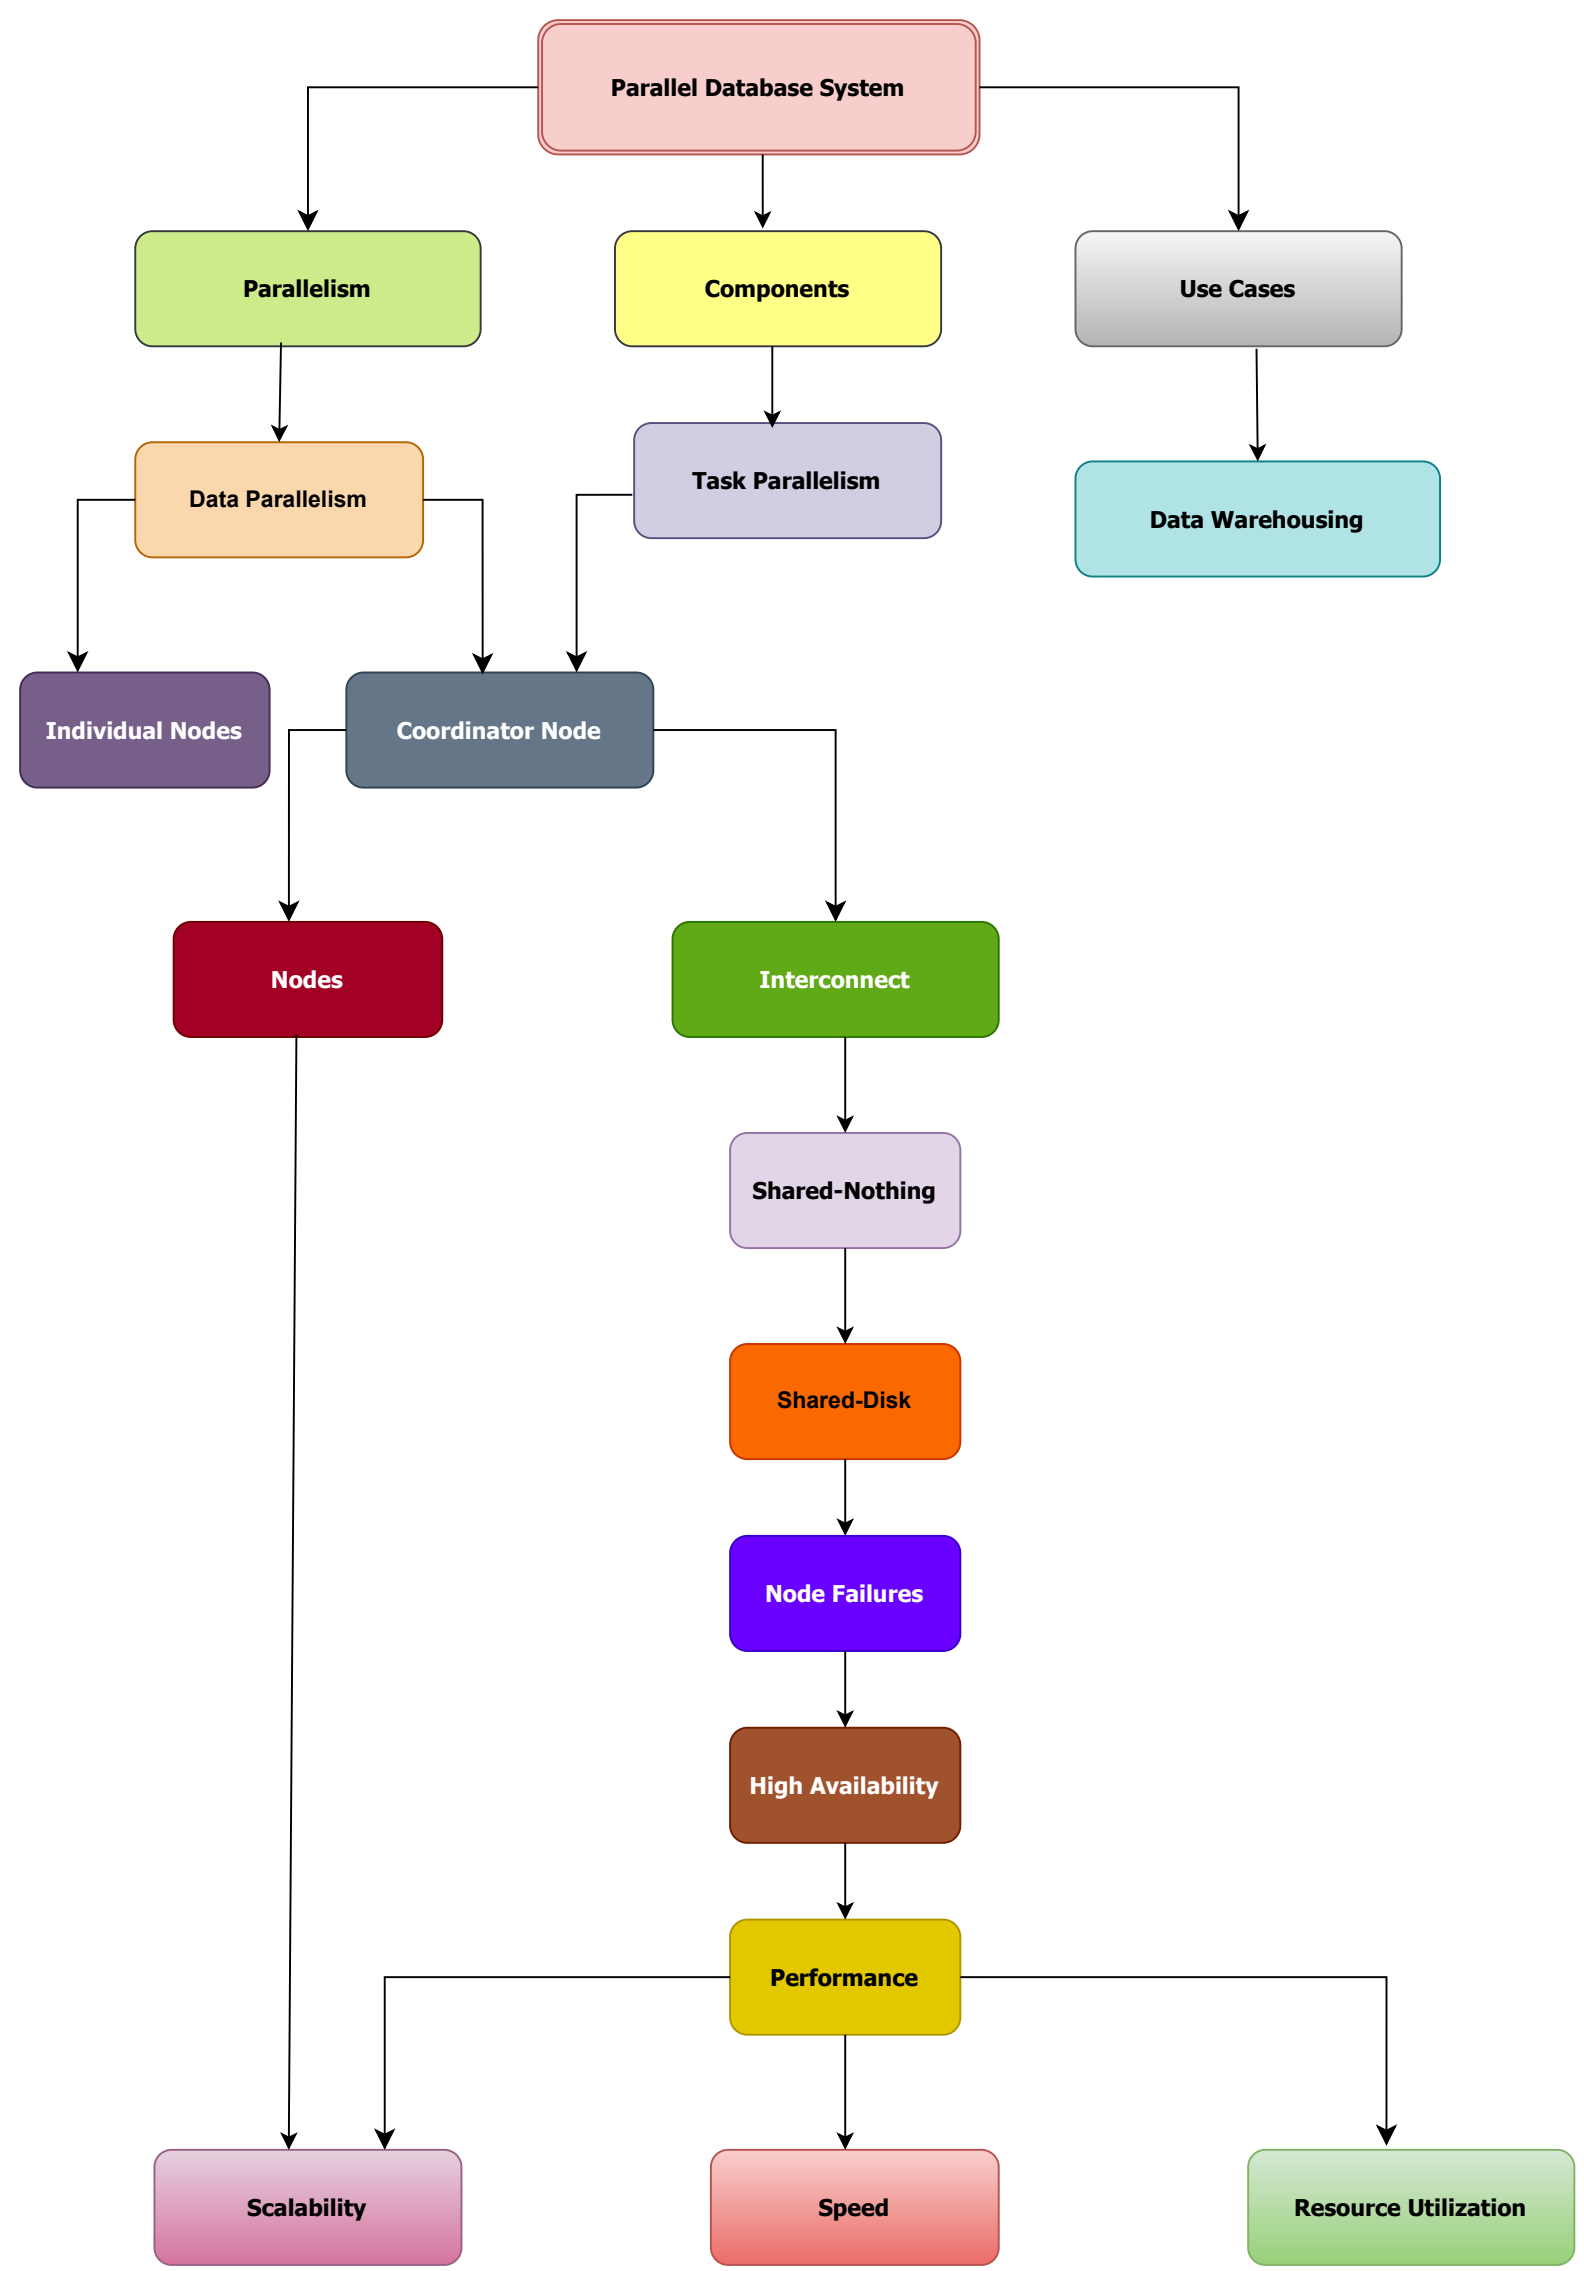 Parallel Database System
Parallelism
Components
Use Cases
Data Parallelism
Task Parallelism
Data Warehousing
Individual Nodes
Coordinator Node
Nodes
Interconnect
Shared-Nothing
Shared-Disk
Node Failures
High Availability
Performance
Scalability
Speed
Resource Utilization